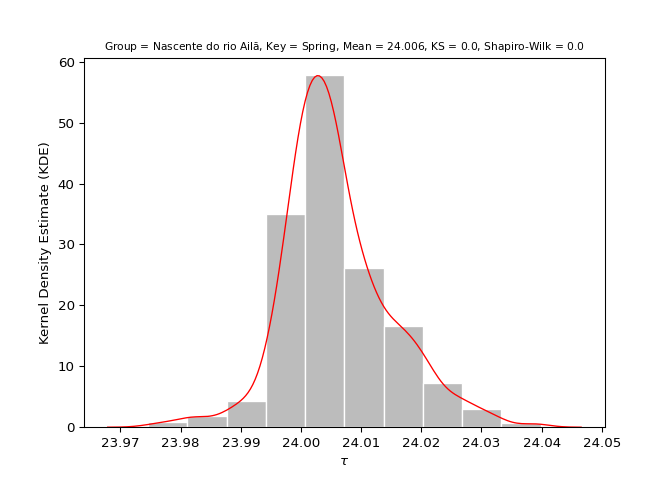 Group = Nascente do rio Ailã, Key = Spring, Mean = 24.006, KS = 0.0, Shapiro-Wilk = 0.0
Kernel Density Estimate (KDE)
60
50
40
30
20
10
0
23.97 23.98 23.99 24.00 24.01 24.02 24.03 24.04 24.05
τ